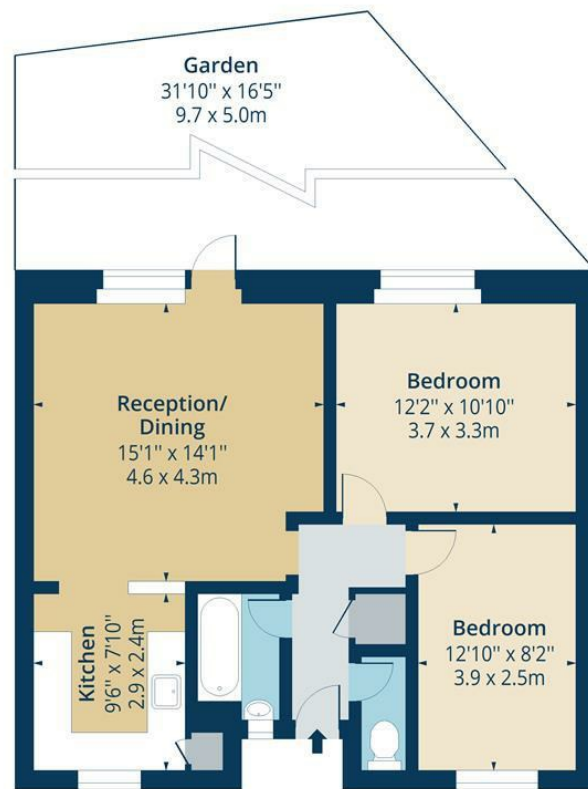 Garden
31'10" x 16'5"
9.7 x 5.0m
Reception/
Dining
15'1" x 14'1"
4.6 x 4.3m
Bedroom
12'2" x 10'10"
3.7 x 3.3m
Kitchen
9'6" x 7'10"
2.9 x 2.4m
Bedroom
12'10" x 8'2"
3.9 x 2.5m